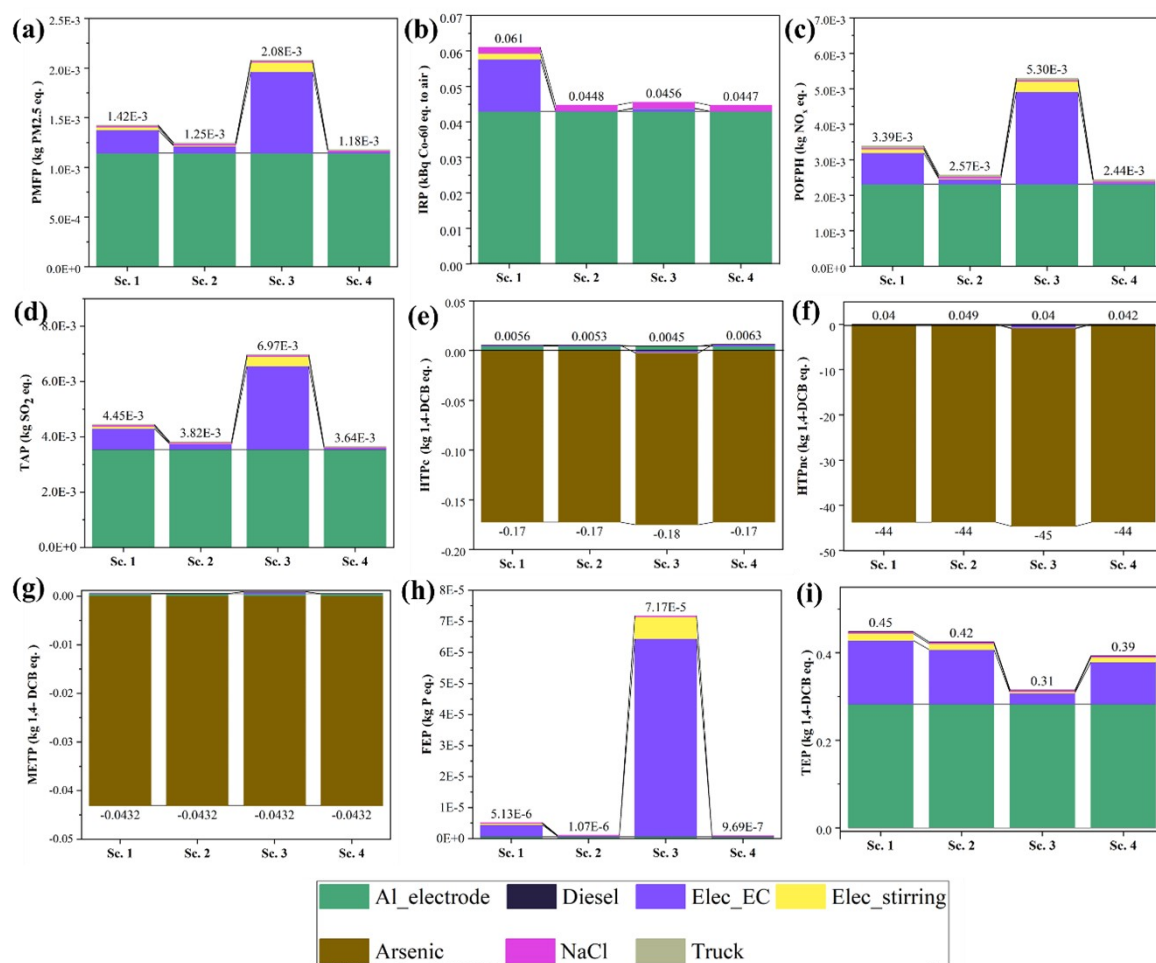 (a)
PMFP (kg PM2.5 eq. )
2.5E-3
2.0E-3
1.5E-3
1.0E-3
5.0E-4
0.0E+0
1.42E-3
1.25E-3
2.08E-3
1.18E-3
Sc. 1 Sc. 2 Sc. 3 Sc. 4
(b)
IRP (kBq Co-60 eq. to air )
0.07
0.06
0.05
0.04
0.03
0.02
0.01
0.00
0.061
0.0448
0.0456
0.0447
Sc. 1 Sc. 2 Sc. 3 Sc. 4
(c)
POFPH (kg NOx eq. )
7.0E-3
6.0E-3
5.0E-3
4.0E-3
3.0E-3
2.0E-3
1.0E-3
0.0E+0
3.39E-3
2.57E-3
5.30E-3
2.44E-3
Sc. 1 Sc. 2 Sc. 3 Sc. 4
(d)
TAP (kg SO2 eq.)
8.0E-3
6.0E-3
4.0E-3
2.0E-3
0.0E+0
4.45E-3
3.82E-3
6.97E-3
3.64E-3
Sc. 1 Sc. 2 Sc. 3 Sc. 4
(e)
HTPc (kg 1,4-DCB eq.)
0.05
0.00
-0.05
-0.10
-0.15
-0.20
0.0056 0.0053 0.0045 0.0063
-0.17 -0.17 -0.18 -0.17
Sc. 1 Sc. 2 Sc. 3 Sc. 4
(f)
HTPnc (kg 1,4-DCB eq.)
0
-10
-20
-30
-40
-50
0.04 0.049 0.04 0.042
-44 -44 -45 -44
Sc. 1 Sc. 2 Sc. 3 Sc. 4
(g)
METP (kg 1,4- DCB eq.)
0.00
-0.01
-0.02
-0.03
-0.04
-0.05
-0.0432 -0.0432 -0.0432 -0.0432
Sc. 1 Sc. 2 Sc. 3 Sc. 4
(h)
FEP (kg P eq.)
8E-5
7E-5
6E-5
5E-5
4E-5
3E-5
2E-5
1E-5
0E+0
5.13E-6
1.07E-6
7.17E-5
9.69E-7
Sc. 1 Sc. 2 Sc. 3 Sc. 4
(i)
TEP (kg 1,4-DCB eq.)
0.4
0.2
0.0
0.45
0.42
0.31
0.39
Sc. 1 Sc. 2 Sc. 3 Sc. 4
Al_electrode Diesel Elec_EC Elec_stirring
Arsenic NaCl Truck